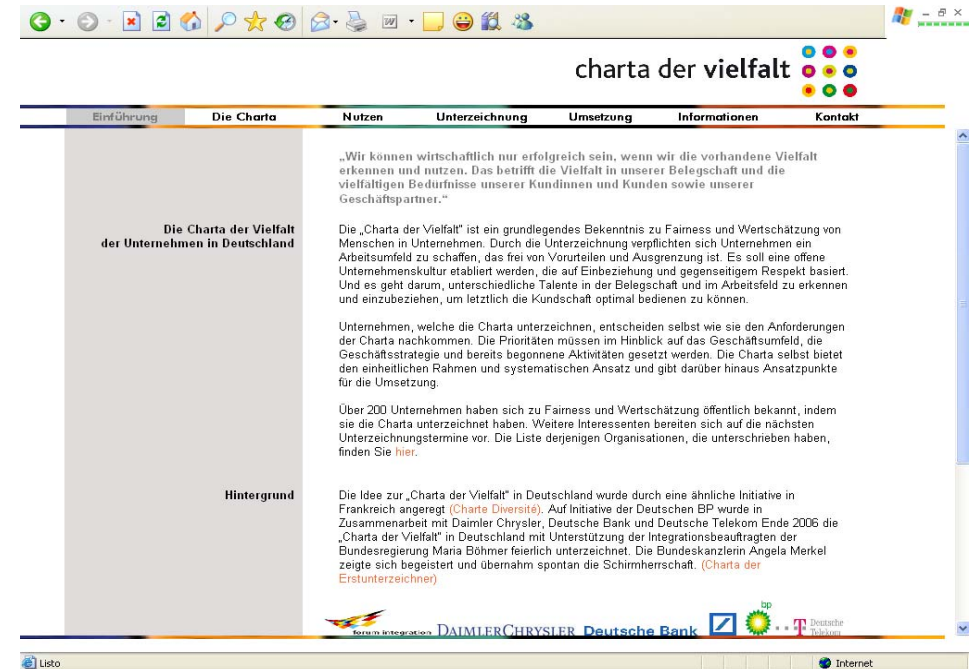 charta der vielfalt
Einführung Die Charta Nutzen Unterzeichnung Umsetzung Informationen Kontakt
„Wir können wirtschaftlich nur erfolgreich sein, wenn wir die vorhandene Vielfalt
erkennen und nutzen. Das betrifft die Vielfalt in unserer Belegschaft und die
vielfältigen Bedürfnisse unserer Kundinnen und Kunden sowie unserer
Geschäftspartner.“
Die Charta der Vielfalt
der Unternehmen in Deutschland
Die „Charta der Vielfalt“ ist ein grundlegendes Bekenntnis zu Fairness und Wertschätzung von
Menschen in Unternehmen. Durch die Unterzeichnung verpflichten sich Unternehmen ein
Arbeitsumfeld zu schaffen, das frei von Vorurteilen und Ausgrenzung ist. Es soll eine offene
Unternehmenskultur etabliert werden, die auf Einbeziehung und gegenseitigem Respekt basiert.
Und es geht darum, unterschiedliche Talente in der Belegschaft und im Arbeitsfeld zu erkennen
und einzubeziehen, um letztlich die Kundschaft optimal bedienen zu können.
Unternehmen, welche die Charta unterzeichnen, entscheiden selbst wie sie den Anforderungen
der Charta nachkommen. Die Prioritäten müssen im Hinblick auf das Geschäftsumfeld, die
Geschäftsstrategie und bereits begonnene Aktivitäten gesetzt werden. Die Charta selbst bietet
den einheitlichen Rahmen und systematischen Ansatz und gibt darüber hinaus Ansatzpunkte
für die Umsetzung.
Über 200 Unternehmen haben sich zu Fairness und Wertschätzung öffentlich bekannt, indem
sie die Charta unterzeichnet haben. Weitere Interessenten bereiten sich auf die nächsten
Unterzeichnungstermine vor. Die Liste derjenigen Organisationen, die unterschrieben haben,
finden Sie hier.
Hintergrund
Die Idee zur „Charta der Vielfalt“ in Deutschland wurde durch eine ähnliche Initiative in
Frankreich angeregt (Charte Diversité). Auf Initiative der Deutschen BP wurde in
Zusammenarbeit mit Daimler Chrysler, Deutsche Bank und Deutsche Telekom Ende 2006 die
„Charta der Vielfalt“ in Deutschland mit Unterstützung der Integrationsbeauftragten der
Bundesregierung Maria Böhmer feierlich unterzeichnet. Die Bundeskanzlerin Angela Merkel
zeigte sich begeistert und übernahm spontan die Schirmherrschaft. (Charta der
Erstunterzeichner)
forum integration DAIMLERCHRYSLER Deutsche Bank bp T Deutsche
Telekom
Listo Internet